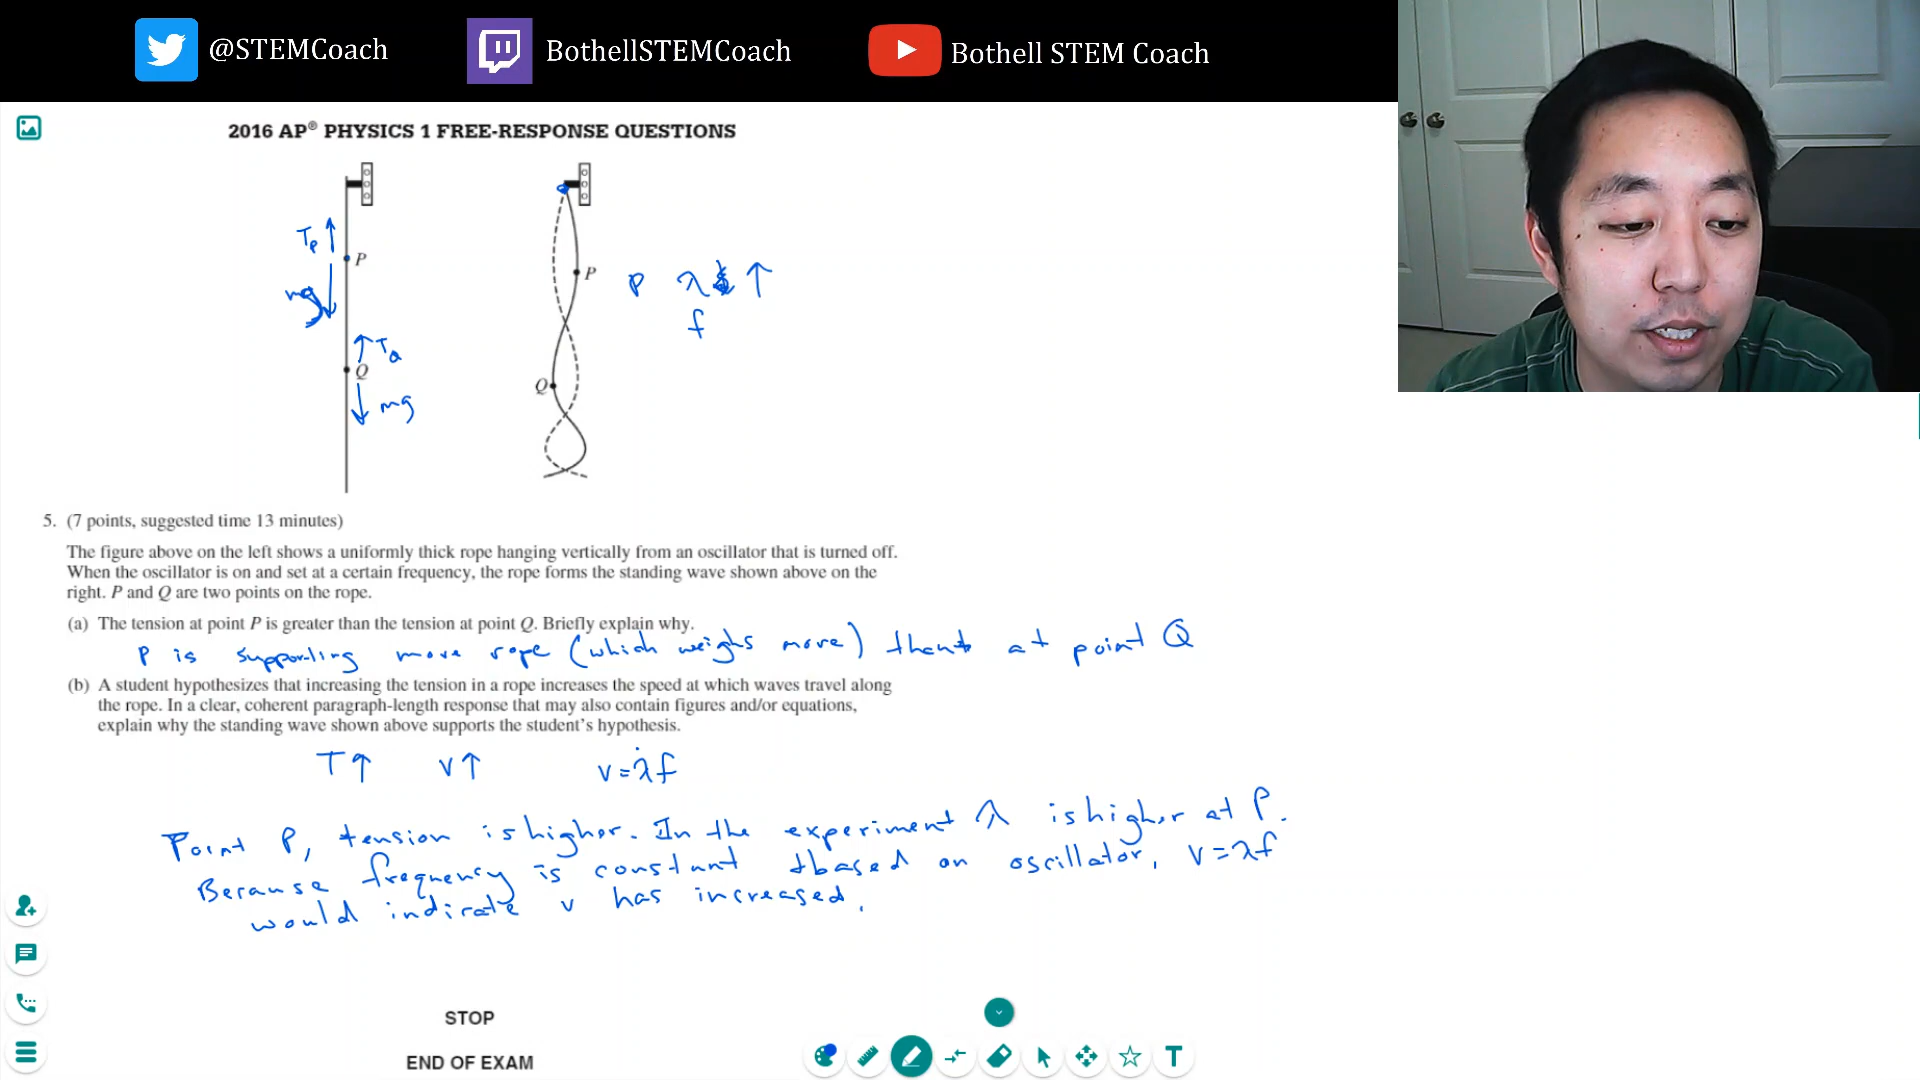 @STEMCoach
BothellSTEMCoach
Bothell STEM Coach
2016 AP® PHYSICS 1 FREE-RESPONSE QUESTIONS
Tp
P
mg
TQ
Q
mg
P
Q
P λ ↑
f
5. (7 points, suggested time 13 minutes)
The figure above on the left shows a uniformly thick rope hanging vertically from an oscillator that is turned off.
When the oscillator is on and set at a certain frequency, the rope forms the standing wave shown above on the
right. P and Q are two points on the rope.
(a) The tension at point P is greater than the tension at point Q. Briefly explain why.
P is supporting more rope (which weighs more) than at point Q
(b) A student hypothesizes that increasing the tension in a rope increases the speed at which waves travel along
the rope. In a clear, coherent paragraph-length response that may also contain figures and/or equations,
explain why the standing wave shown above supports the student's hypothesis.
T↑ v↑ v=λf
Point P, tension is higher. In the experiment λ is higher at P.
Because frequency is constant based on oscillator, v=λf
would indicate v has increased.
STOP
END OF EXAM
T